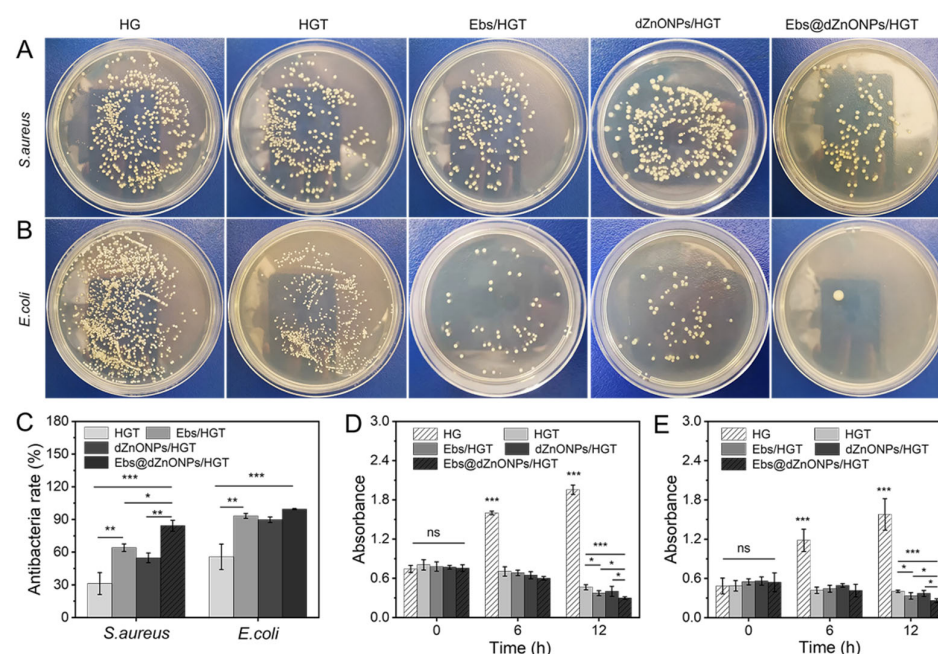 HG HGT Ebs/HGT dZnONPs/HGT Ebs@dZnONPs/HGT
A
S.aureus
B
E.coli
C
Antibacteria rate (%)
180
150
120
90
60
30
0
HGT Ebs/HGT
dZnONPs/HGT
Ebs@dZnONPs/HGT
*** ***
*
** ** **
S.aureus E.coli
D
Absorbance
3.0
2.4
1.8
1.2
0.6
0.0
HG HGT
Ebs/HGT dZnONPs/HGT
Ebs@dZnONPs/HGT
ns
***
***
***
* *
*
0 6 12
Time (h)
E
Absorbance
3.0
2.4
1.8
1.2
0.6
0.0
HG HGT
Ebs/HGT dZnONPs/HGT
Ebs@dZnONPs/HGT
ns
***
***
***
* *
*
0 6 12
Time (h)